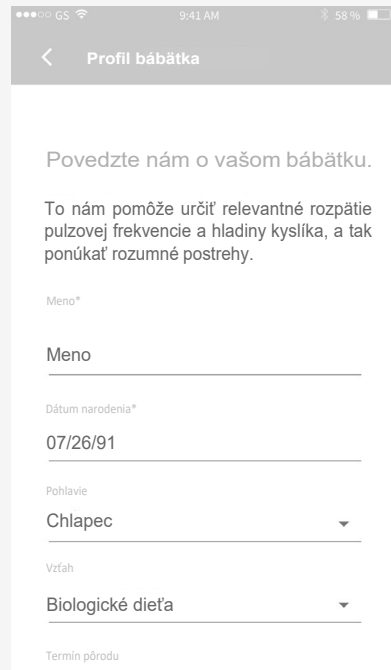 GS 9:41 AM 58 %
Profil bábätka
Povedzte nám o vašom bábätku.
To nám pomôže určiť relevantné rozpätie
pulzovej frekvencie a hladiny kyslíka, a tak
ponúkať rozumné postrehy.
Meno*
Meno
Dátum narodenia*
07/26/91
Pohlavie
Chlapec
Vzťah
Biologické dieťa
Termín pôrodu